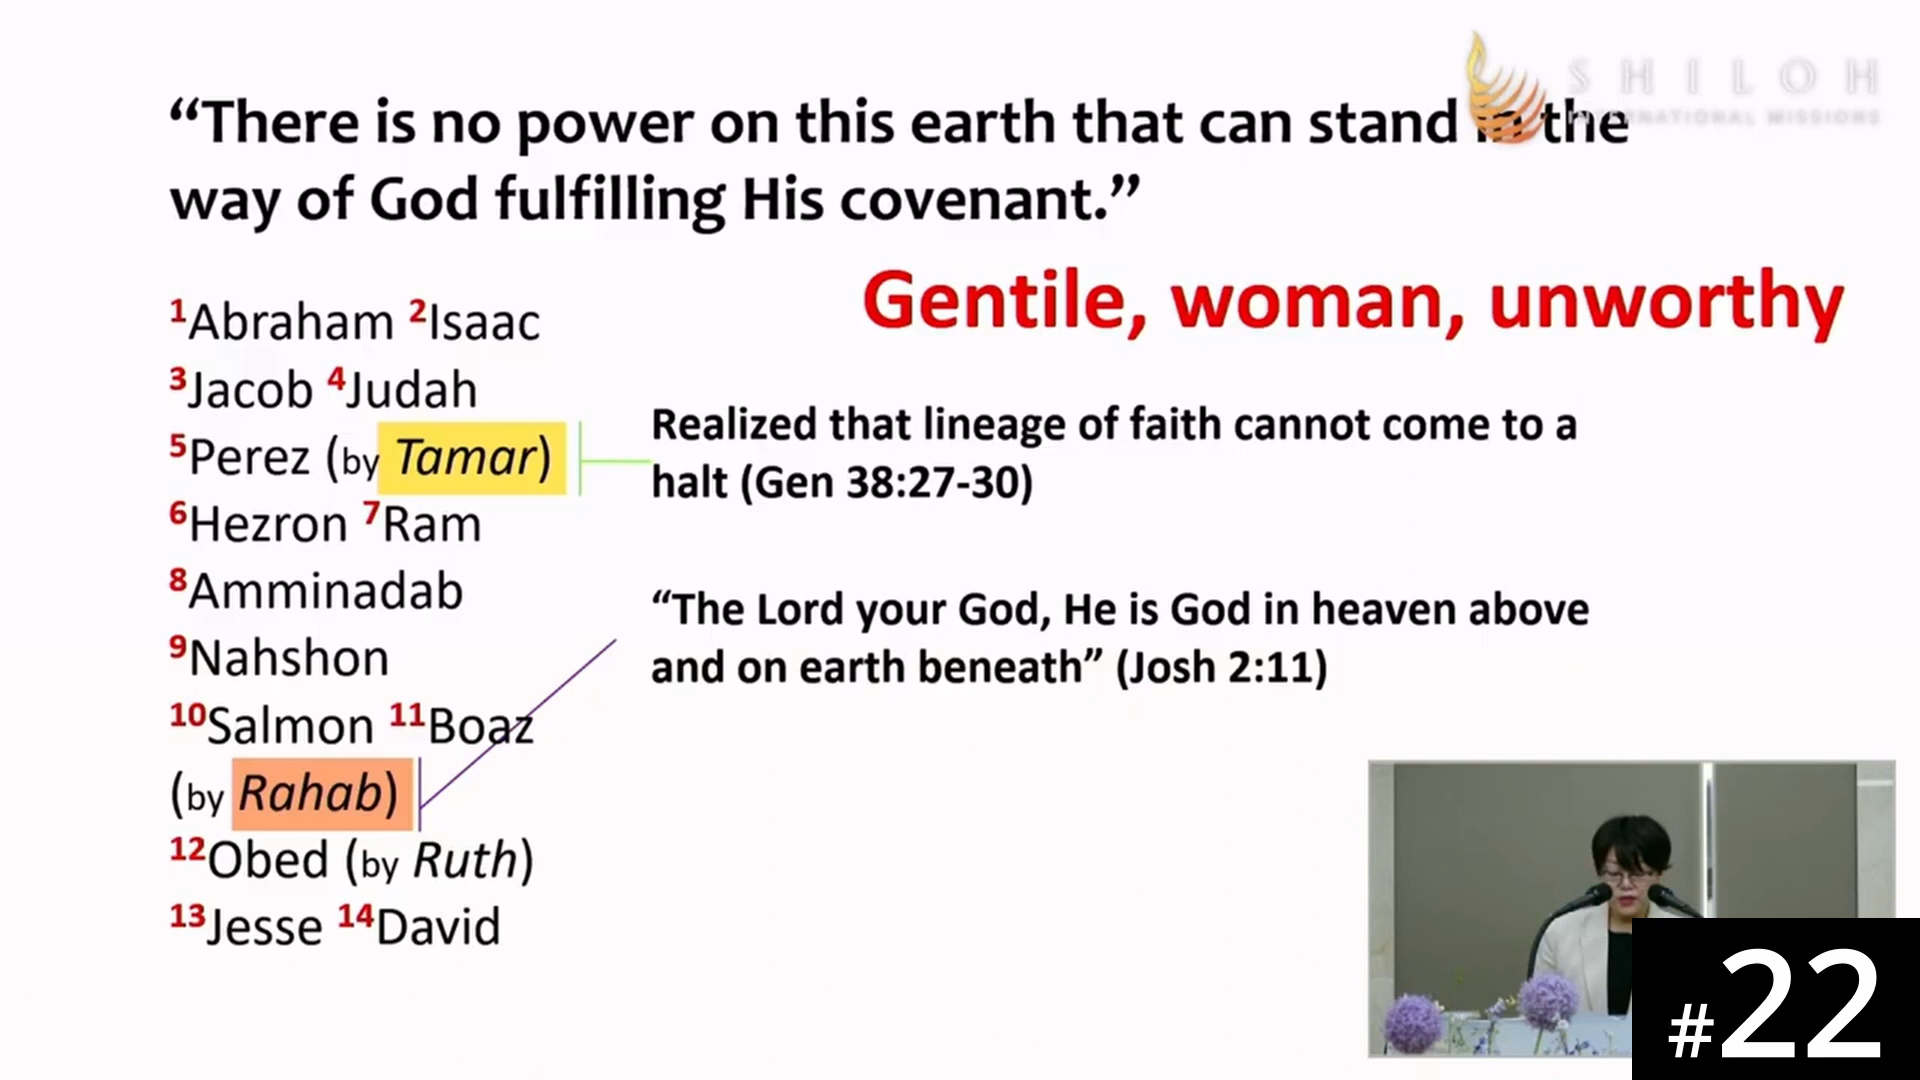 SHILOH
INTERNATIONAL MISSIONS
“There is no power on this earth that can stand in the
way of God fulfilling His covenant.”
Gentile, woman, unworthy
1Abraham 2Isaac
3Jacob 4Judah
5Perez (by Tamar)
6Hezron 7Ram
8Amminadab
9Nahshon
10Salmon 11Boaz
(by Rahab)
12Obed (by Ruth)
13Jesse 14David
Realized that lineage of faith cannot come to a
halt (Gen 38:27-30)
“The Lord your God, He is God in heaven above
and on earth beneath” (Josh 2:11)
#22